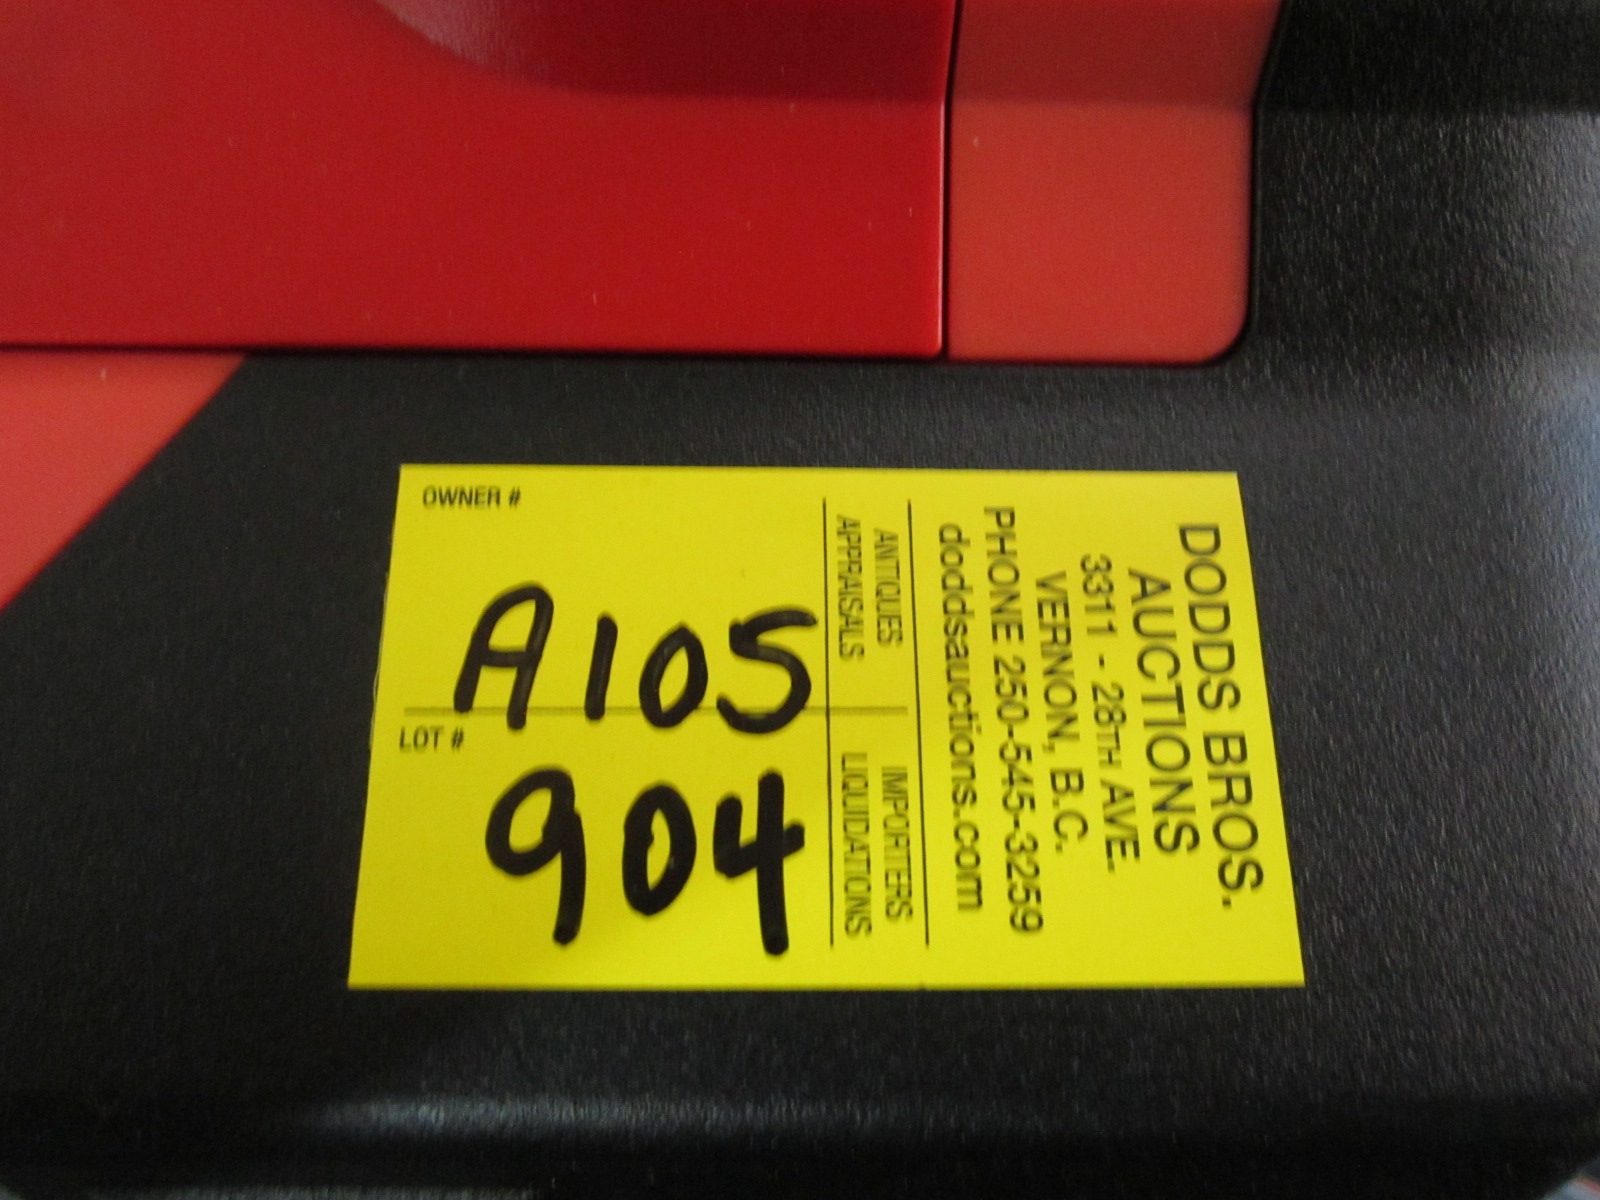 OWNER #
A105
LOT #
904
DODDS BROS.
AUCTIONS
3311 - 28TH AVE.
VERNON, B.C.
PHONE 250-545-3259
doddsauctions.com
ANTIQUES IMPORTERS
APPRAISALS LIQUIDATIONS